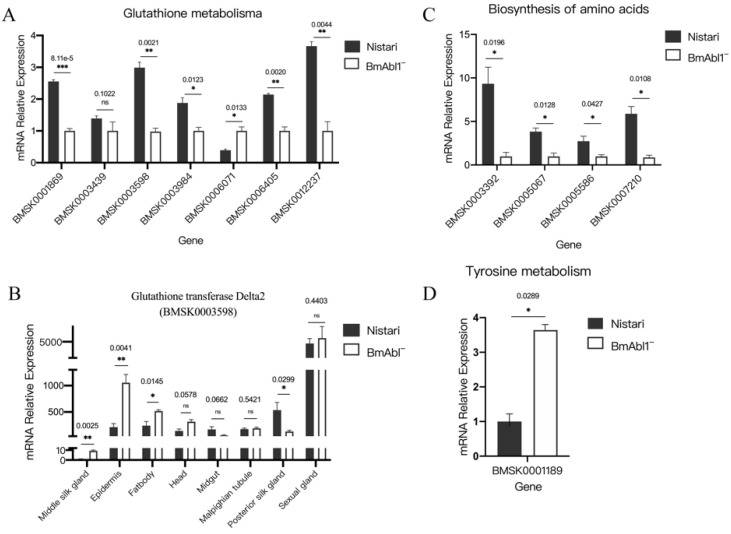 A
Glutathione metabolisma
mRNA Relative Expression
4
3
2
1
0
8.11e-5
***
0.1022
ns
0.0021
**
0.0123
*
0.0133
*
0.0020
**
0.0044
**
Nistari
BmAbl1⁻
BMSK0001869
BMSK0003439
BMSK0003598
BMSK0003984
BMSK0006071
BMSK0006405
BMSK0012237
Gene
C
Biosynthesis of amino acids
mRNA Relative Expression
15
10
5
0
0.0196
*
0.0128
*
0.0427
*
0.0108
*
Nistari
BmAbl1⁻
BMSK0003392
BMSK0005067
BMSK0005586
BMSK0007210
Gene
B
Glutathione transferase Delta2
(BMSK0003598)
mRNA Relative Expression
5000
1000
500
10
0
0.0025
**
0.0041
**
0.0145
*
0.0578
ns
0.0662
ns
0.5421
ns
0.0299
*
0.4403
ns
Nistari
BmAbl⁻
Middle silk gland
Epidermis
Fatbody
Head
Midgut
Malpighian tubule
Posterior silk gland
Sexual gland
D
Tyrosine metabolism
mRNA Relative Expression
4
3
2
1
0
0.0289
*
Nistari
BmAbl1⁻
BMSK0001189
Gene